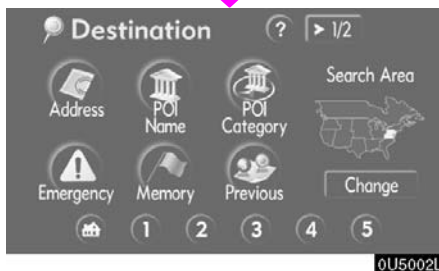 Destination ? > 1/2
Search Area
Address POI Name POI Category
Emergency Memory Previous Change
1 2 3 4 5
0U5002L